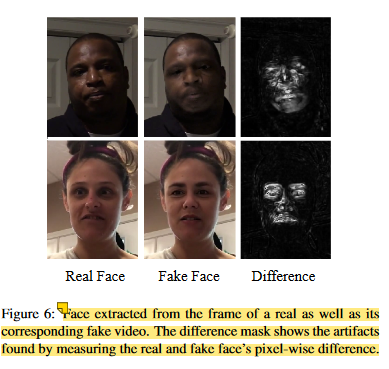 Real Face Fake Face Difference
Figure 6: Face extracted from the frame of a real as well as its
corresponding fake video. The difference mask shows the artifacts
found by measuring the real and fake face's pixel-wise difference.